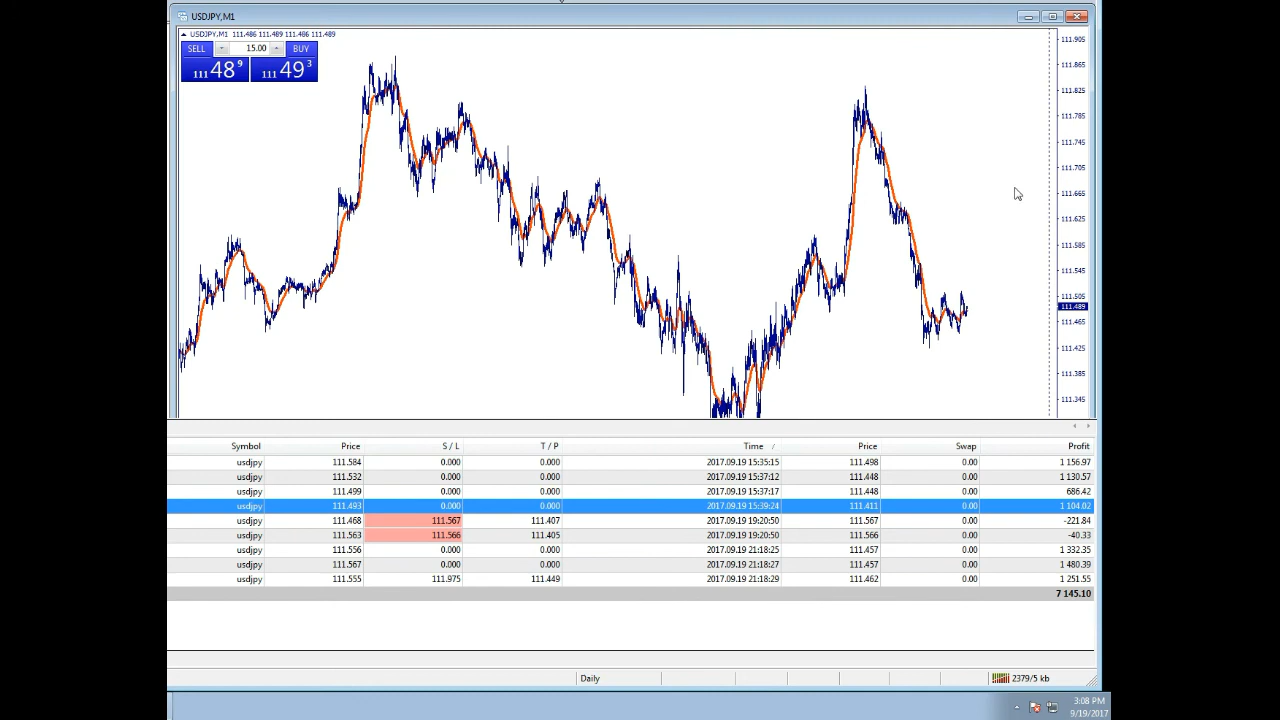 USDJPY,M1
USDJPY,M1 111.486 111.489 111.486 111.489
SELL 15.00 BUY
111 48 9 111 49 3
111.905
111.865
111.825
111.785
111.745
111.705
111.665
111.625
111.585
111.545
111.505
111.489
111.465
111.425
111.385
111.345
Symbol Price S / L T / P Time / Price Swap Profit
usdjpy 111.584 0.000 0.000 2017.09.19 15:35:15 111.498 0.00 1 156.97
usdjpy 111.532 0.000 0.000 2017.09.19 15:37:12 111.448 0.00 1 130.57
usdjpy 111.499 0.000 0.000 2017.09.19 15:37:17 111.448 0.00 686.42
usdjpy 111.493 0.000 0.000 2017.09.19 15:39:24 111.411 0.00 1 104.02
usdjpy 111.468 111.567 111.407 2017.09.19 19:20:50 111.567 0.00 -221.84
usdjpy 111.563 111.566 111.405 2017.09.19 19:20:50 111.566 0.00 -40.33
usdjpy 111.556 0.000 0.000 2017.09.19 21:18:25 111.457 0.00 1 332.35
usdjpy 111.567 0.000 0.000 2017.09.19 21:18:27 111.457 0.00 1 480.39
usdjpy 111.555 111.975 111.449 2017.09.19 21:18:29 111.462 0.00 1 251.55
7 145.10
Daily 2379/5 kb
3:08 PM
9/19/2017